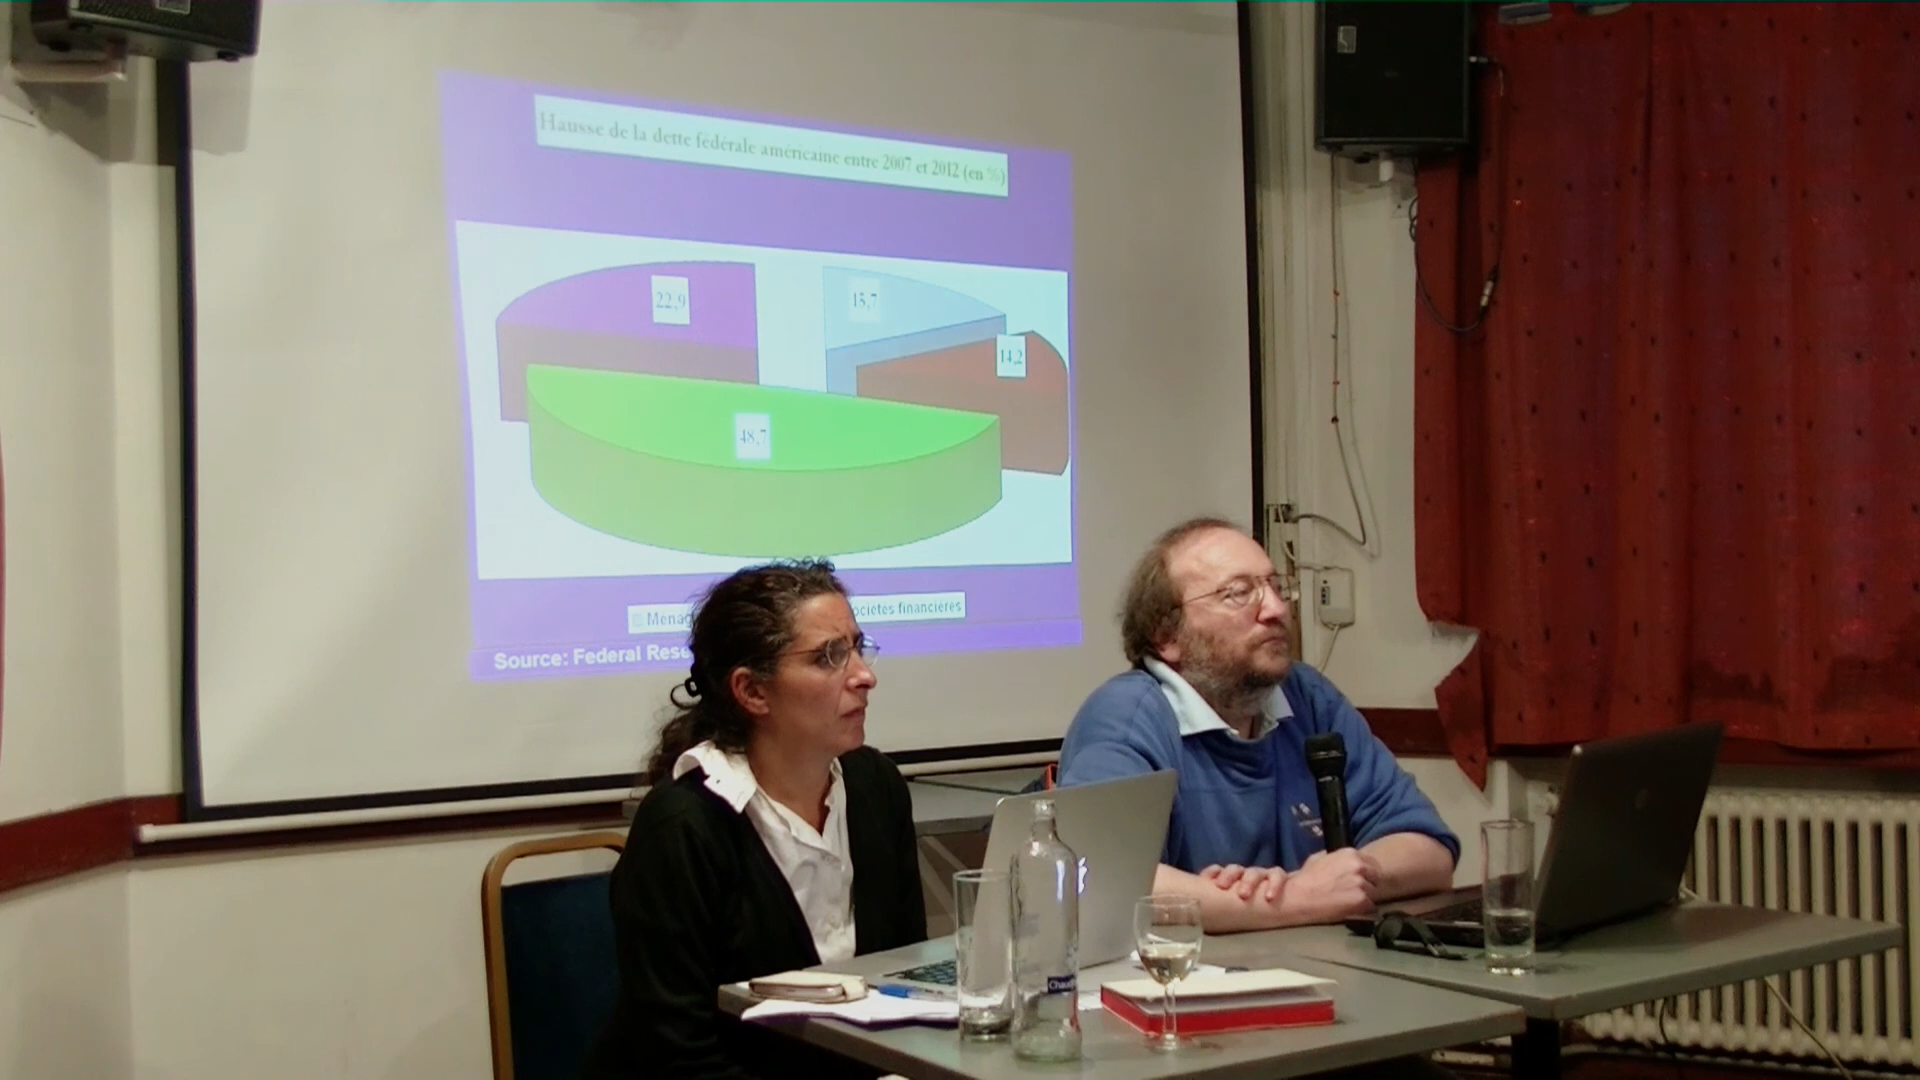 Hausse de la dette fédérale américaine entre 2007 et 2012 (en %)
22,9
15,7
14,2
48,7
Ménag
ociétés financières
Source: Federal Rese
Chaud